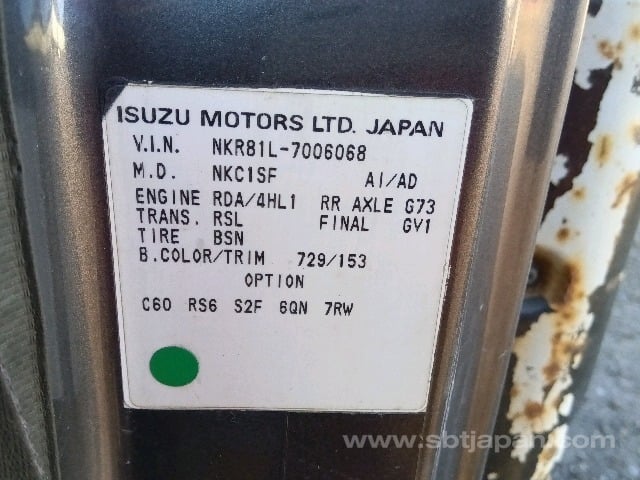 ISUZU MOTORS LTD. JAPAN
V.I.N. NKR81L-7006068
M.D. NKC1SF AI/AD
ENGINE RDA/4HL1 RR AXLE G73
TRANS. RSL FINAL GV1
TIRE BSN
B.COLOR/TRIM 729/153
OPTION
C60 RS6 S2F 6QN 7RW
www.sbtjapan.com